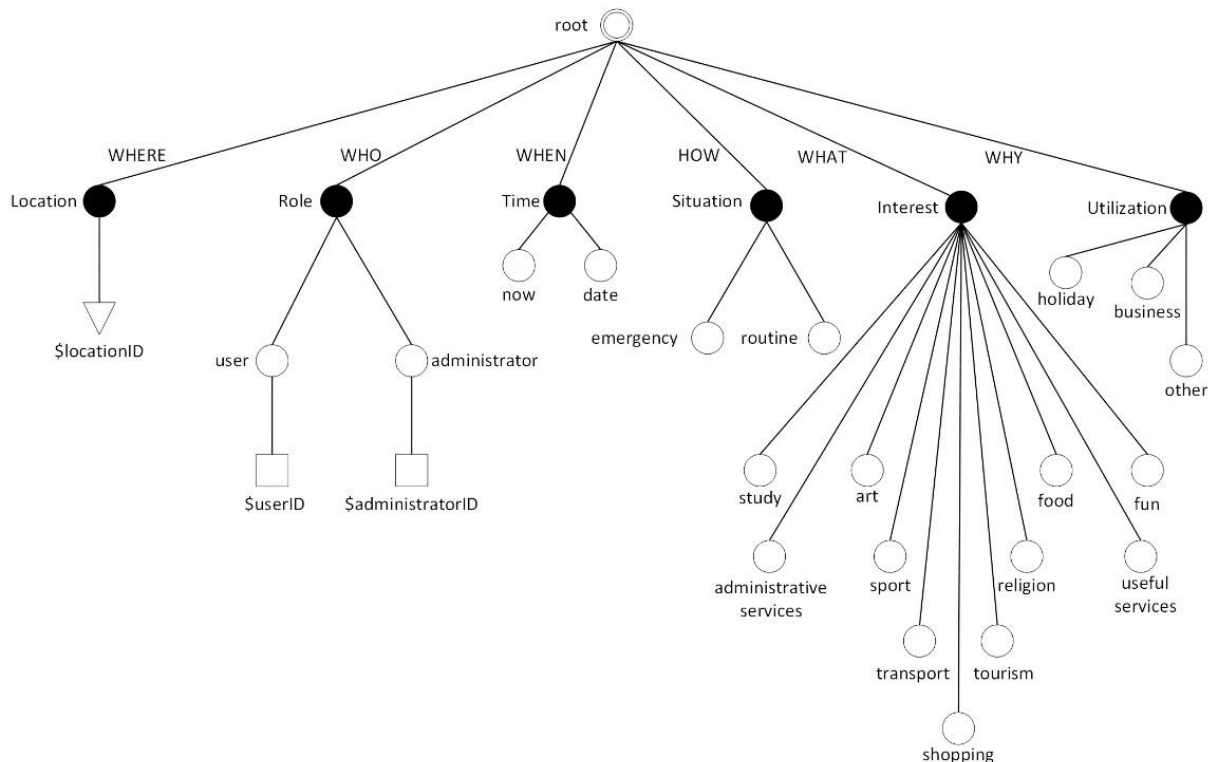 root
WHERE
WHO
WHEN
HOW
WHAT
WHY
Location
Role
Time
Situation
Interest
Utilization
now
date
holiday
business
$locationID
emergency
routine
user
administrator
other
study
art
food
fun
$userID
$administratorID
administrative
services
sport
religion
useful
services
transport
tourism
shopping